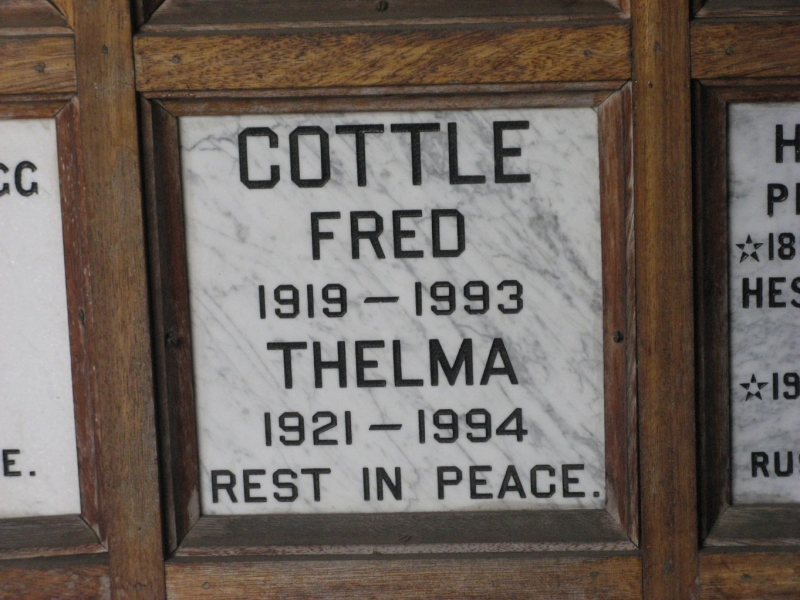 COTTLE
FRED
1919 – 1993
THELMA
1921 – 1994
REST IN PEACE.